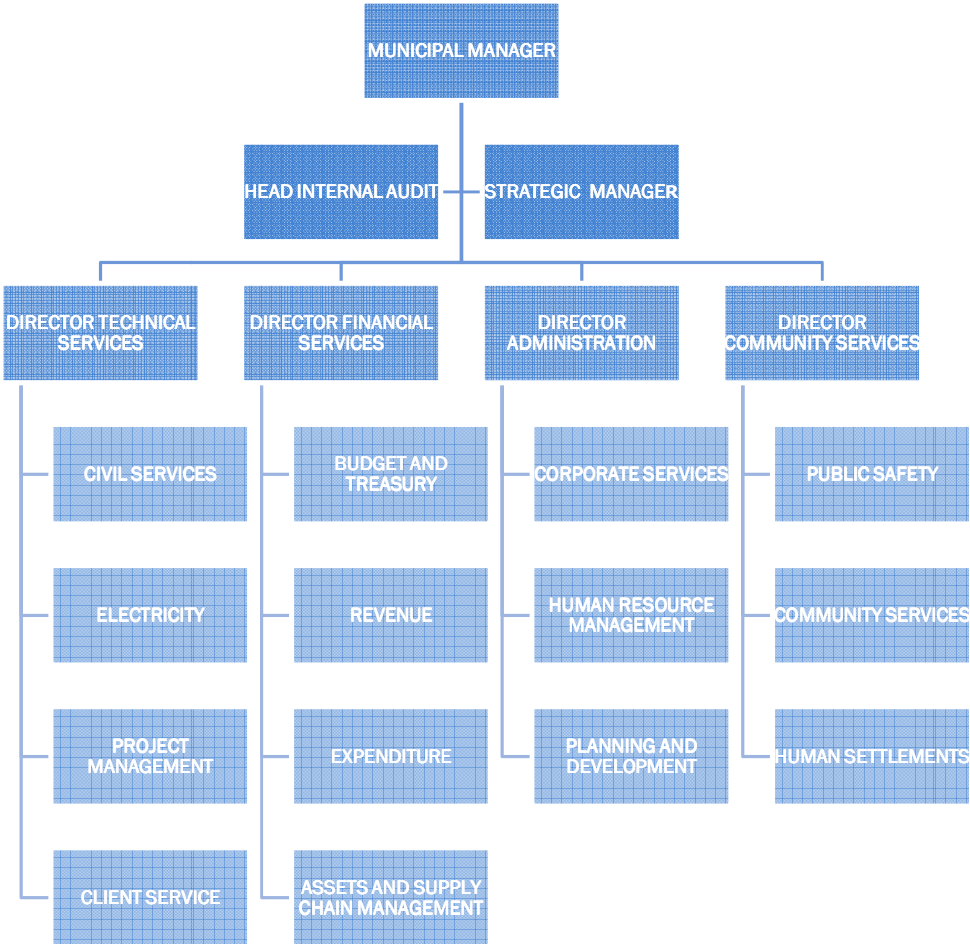 MUNICIPAL MANAGER
HEAD INTERNAL AUDIT
STRATEGIC MANAGER
DIRECTOR TECHNICAL
SERVICES
DIRECTOR FINANCIAL
SERVICES
DIRECTOR
ADMINISTRATION
DIRECTOR
COMMUNITY SERVICES
CIVIL SERVICES
BUDGET AND
TREASURY
CORPORATE SERVICES
PUBLIC SAFETY
ELECTRICITY
REVENUE
HUMAN RESOURCE
MANAGEMENT
COMMUNITY SERVICES
PROJECT
MANAGEMENT
EXPENDITURE
PLANNING AND
DEVELOPMENT
HUMAN SETTLEMENTS
CLIENT SERVICE
ASSETS AND SUPPLY
CHAIN MANAGEMENT